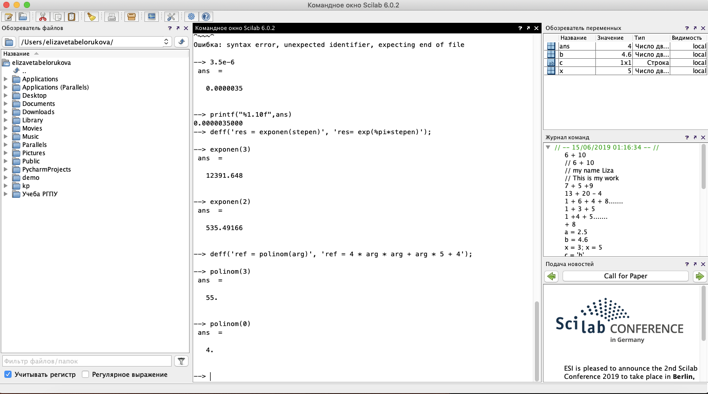 Командное окно Scilab 6.0.2
Обозреватель файлов
/Users/elizavetabelorukova/
Название
elizavetabelorukova
..
Applications
Applications (Parallels)
Desktop
Documents
Downloads
Library
Movies
Music
Parallels
Pictures
Public
PycharmProjects
demo
kp
Учеба РГПУ
Фильтр файлов/папок
Учитывать регистр
Регулярное выражение
Командное окно Scilab 6.0.2
Ошибка: syntax error, unexpected identifier, expecting end of file
--> 3.5e-6
ans =
0.0000035
--> printf("%1.10f",ans)
0.0000035000
--> deff('res = exponen(stepen)', 'res= exp(%pi*stepen)');
--> exponen(3)
ans =
12391.648
--> exponen(2)
ans =
535.49166
--> deff('ref = polinom(arg)', 'ref = 4 * arg * arg + arg * 5 + 4');
--> polinom(3)
ans =
55.
--> polinom(0)
ans =
4.
-->
Обозреватель переменных
Название Значение Тип Видимость
ans 4 Число дв... local
b 4.6 Число дв... local
c 1x1 Строка local
x 5 Число дв... local
Журнал команд
// -- 15/06/2019 01:16:34 -- //
6 + 10
// 6 + 10
// my name Liza
// This is my work
7 + 5 +9
13 + 20 - 4
1 + 6 + 4 + 8.......
1 + 3 + 5
1 +4 + 5.......
+ 8
a = 2.5
b = 4.6
x = 3; x = 5
c = 'b'
Подача новостей
Call for Paper
Scilab CONFERENCE
in Germany
ESI is pleased to announce the 2nd Scilab
Conference 2019 to take place in Berlin,